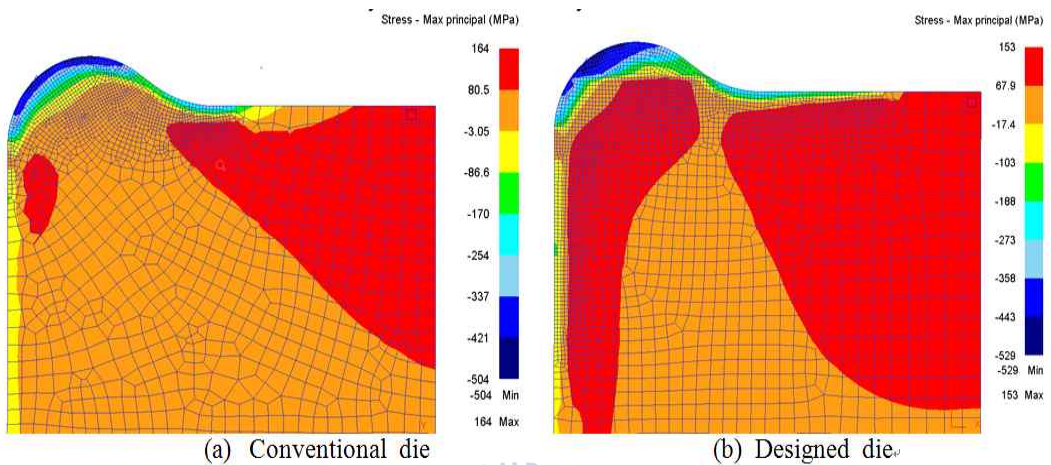 Stress - Max principal (MPa)
164
80.5
-3.05
-86.6
-170
-254
-337
-421
-504
-504 Min
164 Max
(a) Conventional die
Stress - Max principal (MPa)
153
67.9
-17.4
-103
-188
-273
-358
-443
-529
-529 Min
153 Max
X
(b) Designed die